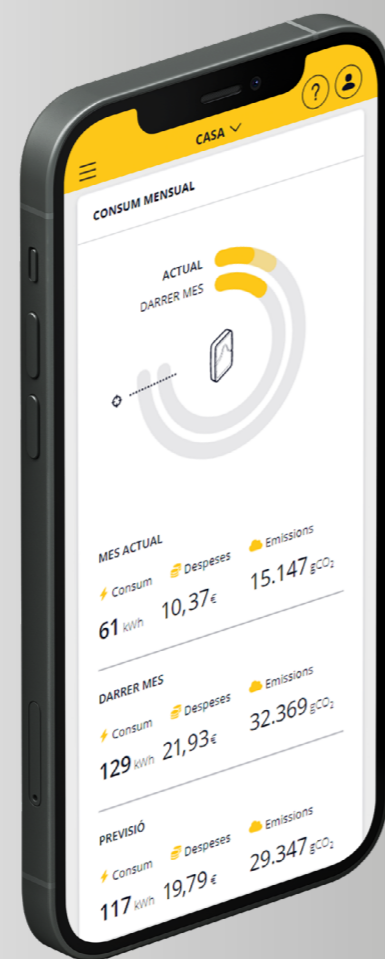 ?
CASA
CONSUM MENSUAL
ACTUAL
DARRER MES
MES ACTUAL
Consum Despeses Emissions
61 kWh 10,37€ 15.147 gCO₂
DARRER MES
Consum Despeses Emissions
129 kWh 21,93€ 32.369 gCO₂
PREVISIÓ
Consum Despeses Emissions
117 kWh 19,79€ 29.347 gCO₂